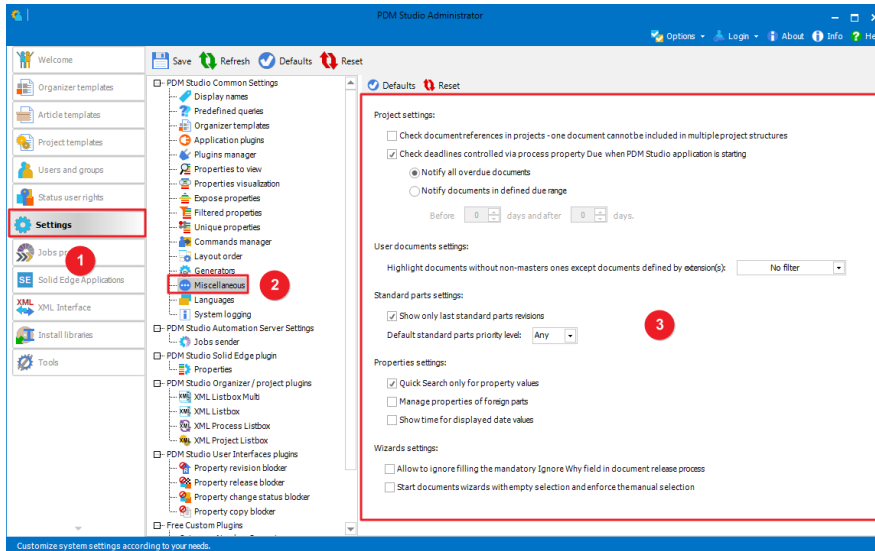 PDM Studio Administrator
Options Login About Info
Welcome
Organizer templates
Article templates
Project templates
Users and groups
Status user rights
Settings
1
Solid Edge Applications
XML Interface
Install libraries
Tools
Save Refresh Defaults Reset
PDM Studio Common Settings
Display names
Predefined queries
Organizer templates
Application plugins
Plugins manager
Properties to view
Properties visualization
Expose properties
Filtered properties
Unique properties
Commands manager
Layout order
Generators
Miscellaneous
2
Languages
System logging
PDM Studio Automation Server Settings
Jobs sender
PDM Studio Solid Edge plugin
Properties
PDM Studio Organizer / project plugins
XML Listbox Multi
XML Listbox
XML Process Listbox
XML Project Listbox
PDM Studio User Interfaces plugins
Property revision blocker
Property release blocker
Property change status blocker
Property copy blocker
Free Custom Plugins
Defaults Reset
Project settings:
Check document references in projects - one document cannot be included in multiple project structures
Check deadlines controlled via process property Due when PDM Studio application is starting
Notify all overdue documents
Notify documents in defined due range
Before 0 days and after 0 days.
User documents settings:
Highlight documents without non-masters ones except documents defined by extension(s): No filter
Standard parts settings:
Show only last standard parts revisions
3
Default standard parts priority level: Any
Properties settings:
Quick Search only for property values
Manage properties of foreign parts
Show time for displayed date values
Wizards settings:
Allow to ignore filling the mandatory Ignore Why field in document release process
Start documents wizards with empty selection and enforce the manual selection
Customize system settings according to your needs.